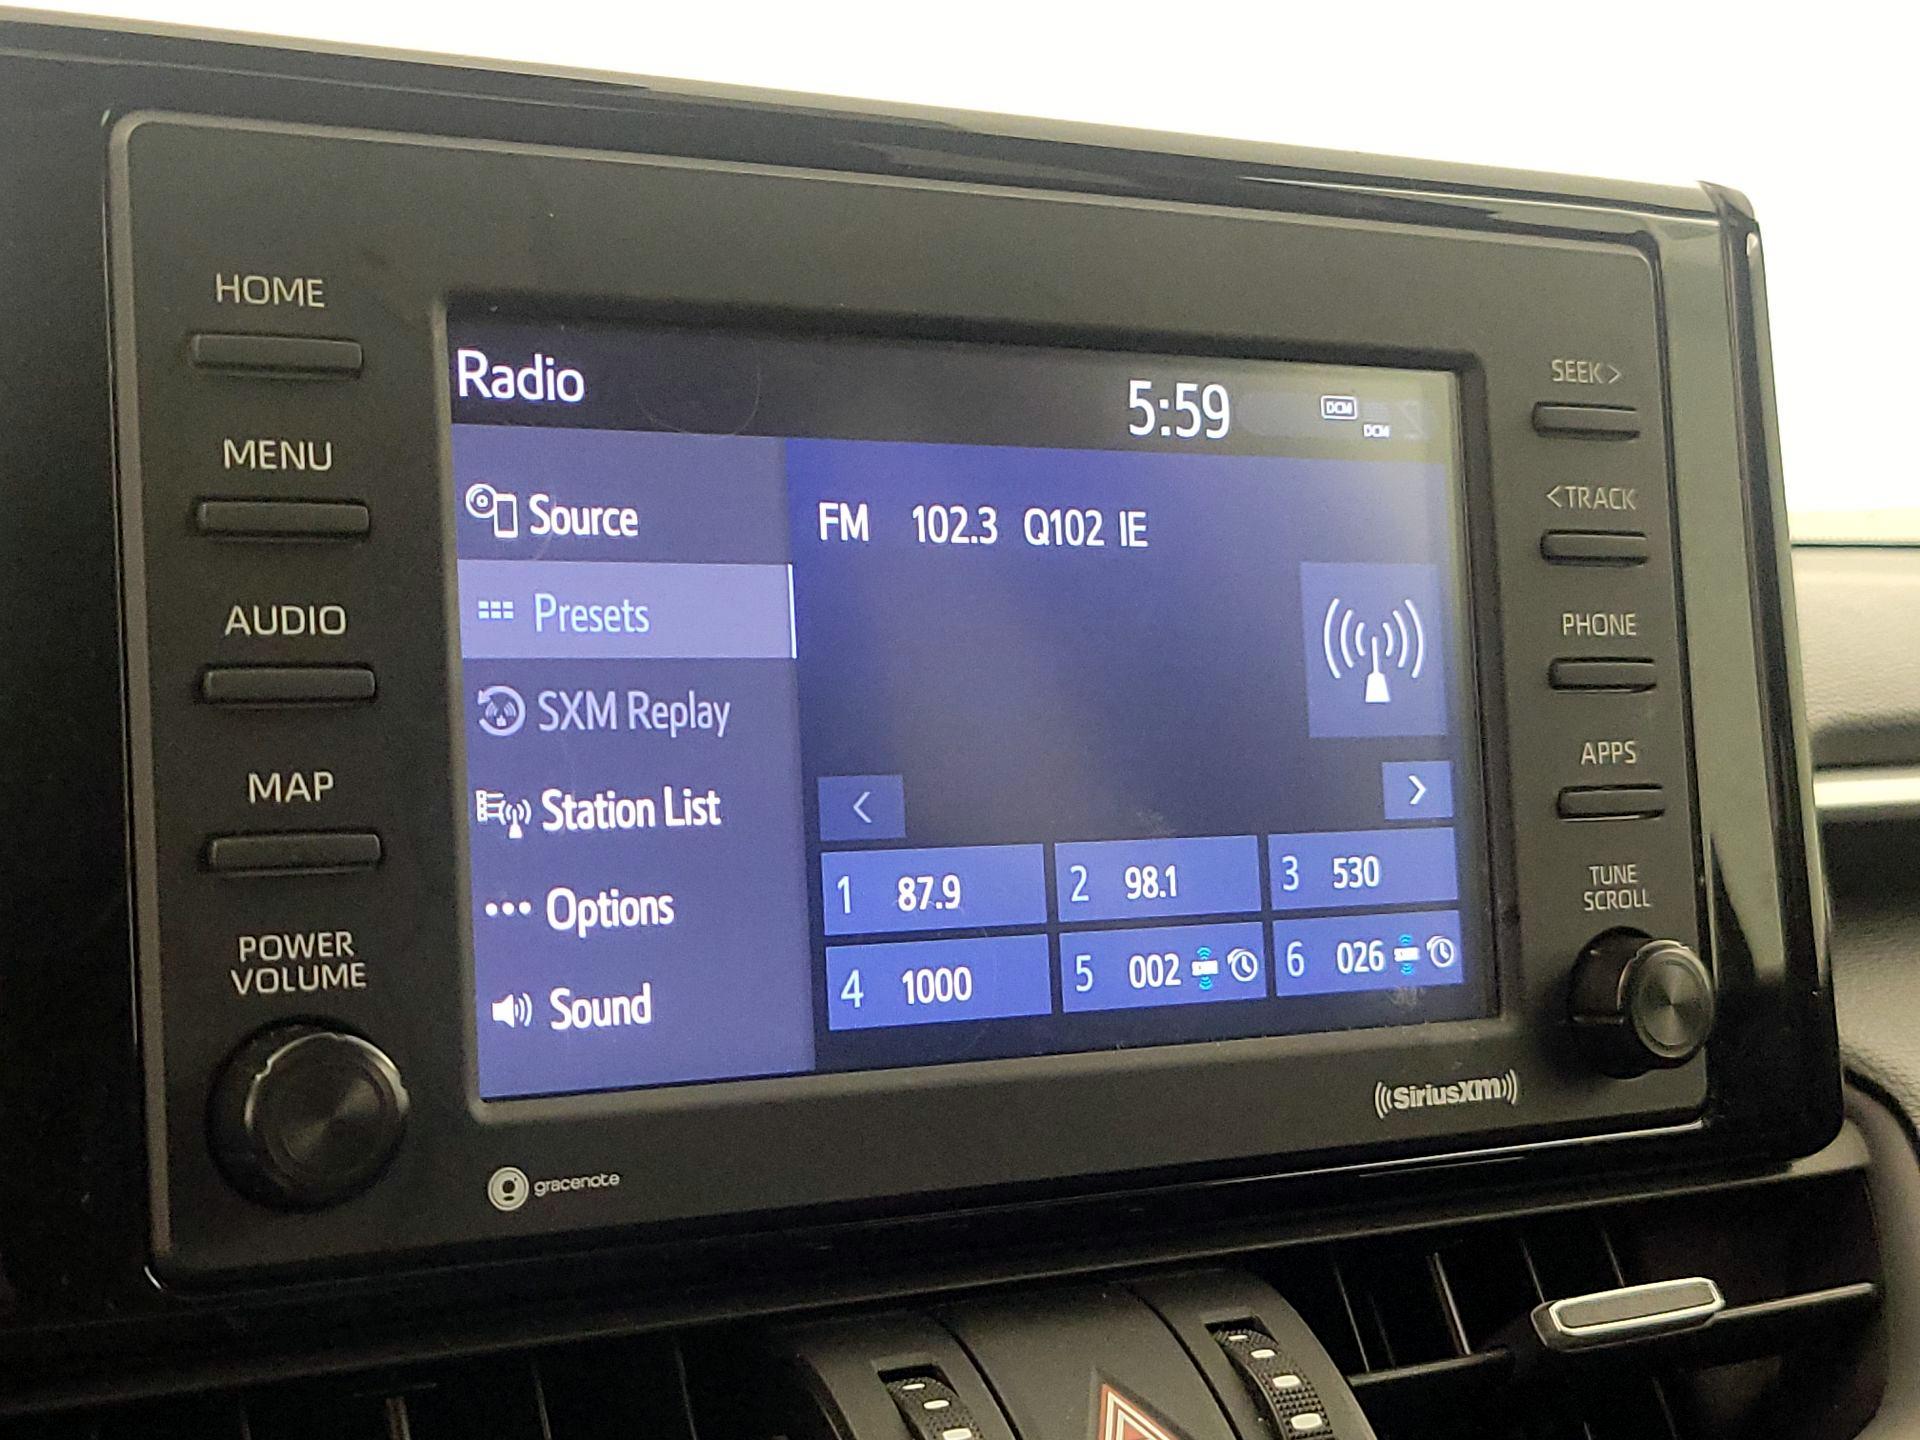 HOME
MENU
AUDIO
MAP
POWER
VOLUME
Radio
5:59
DCM
DCM
Source
Presets
SXM Replay
Station List
Options
Sound
FM 102.3 Q102 IE
<
>
1 87.9
2 98.1
3 530
4 1000
5 002
6 026
SEEK >
< TRACK
PHONE
APPS
TUNE
SCROLL
gracenote
((SiriusXM))